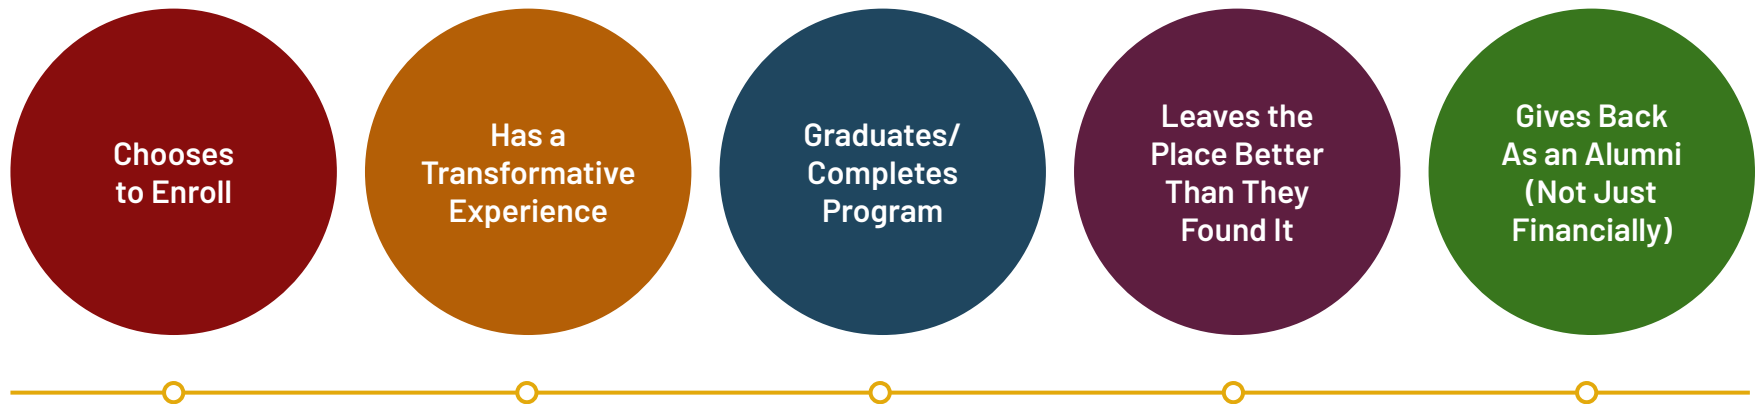 Chooses
to Enroll
Has a
Transformative
Experience
Graduates/
Completes
Program
Leaves the
Place Better
Than They
Found It
Gives Back
As an Alumni
(Not Just
Financially)